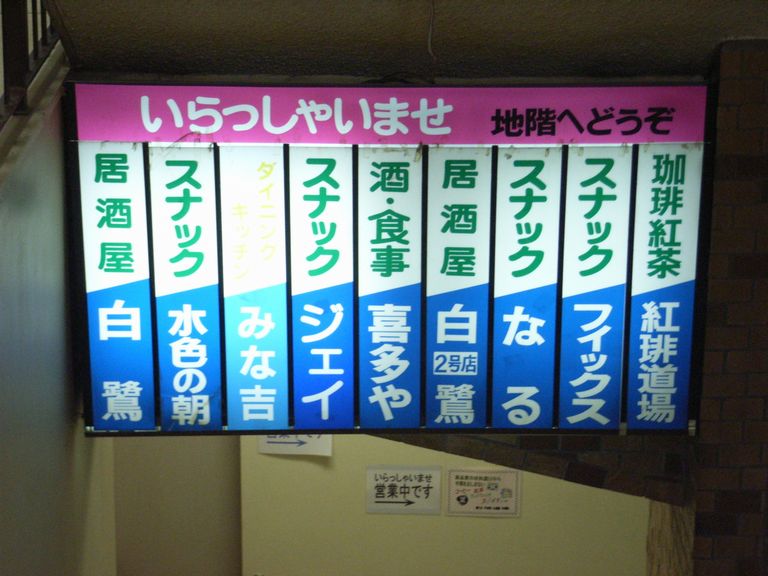 いらっしゃいませ 地階へどうぞ
居酒屋 白鷺
スナック 水色の朝
ダイニングキッチン みな吉
スナック ジェイ
酒・食事 喜多や
居酒屋 白鷺 2号店
スナック なる
スナック フィックス
珈琲紅茶 紅琲道場
営業中です
いらっしゃいませ
営業中です